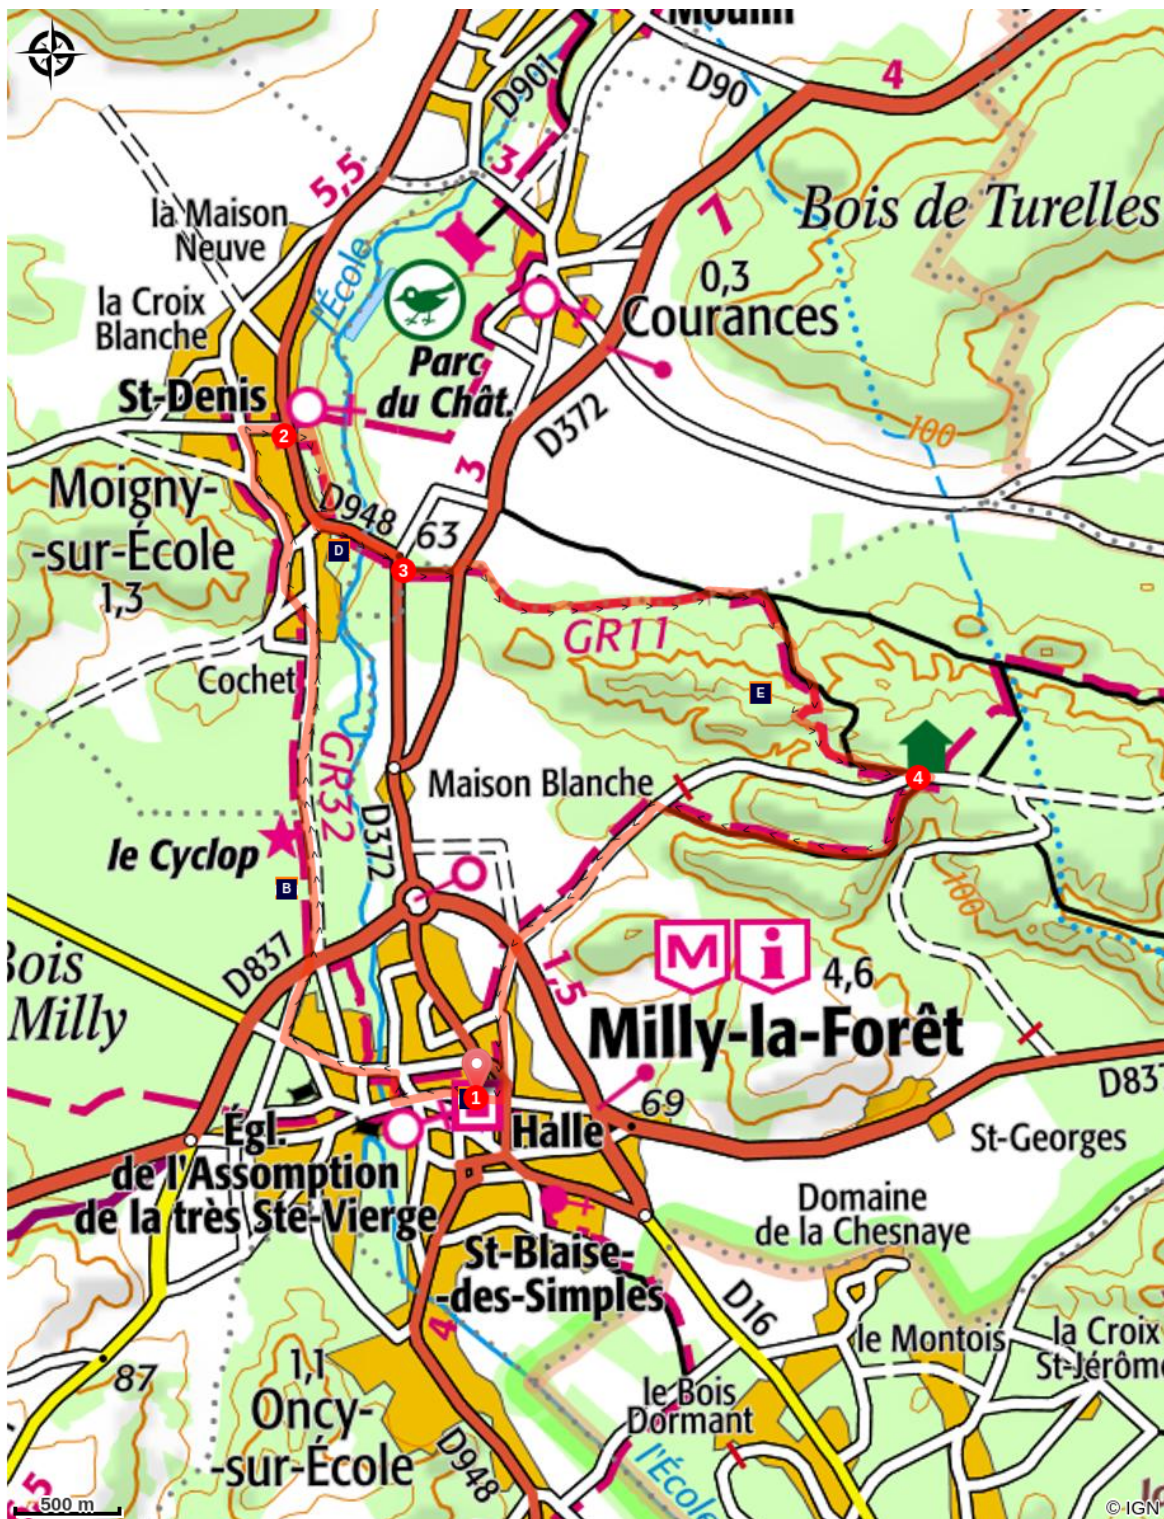 Moulin
D901
D90
4
3
5,5
7
Bois de Turelles
la Maison
Neuve
l'École
0,3
Courances
la Croix
Blanche
Parc
du Chât.
St-Denis
2
D372
100
3
Moigny-
-sur-École
1,3
D948
63
D
3
GR11
Cochet
E
GR32
4
Maison Blanche
D372
le Cyclop
B
100
D837
1,5
M
i
4,6
Bois
Milly
Milly-la-Forêt
69
D837
1
Halle
Égl.
de l'Assomption
de la très Ste-Vierge
St-Georges
Domaine
de la Chesnaye
St-Blaise-
-des-Simples
D16
4
le Montois
la Croix
St-Jérôme
87
1,1
Oncy-
-sur-École
le Bois
Dormant
D948
l'École
500 m
© IGN